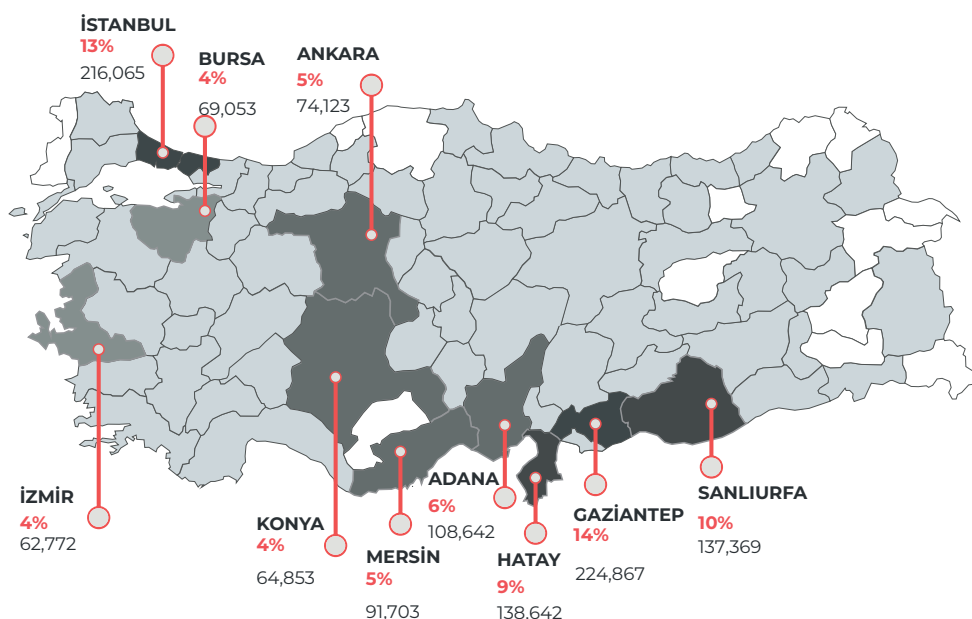 İSTANBUL
13%
216,065
BURSA
4%
69,053
ANKARA
5%
74,123
İZMİR
4%
62,772
KONYA
4%
64,853
MERSİN
5%
91,703
ADANA
6%
108,642
HATAY
9%
138.642
GAZİANTEP
14%
224,867
SANLIURFA
10%
137,369